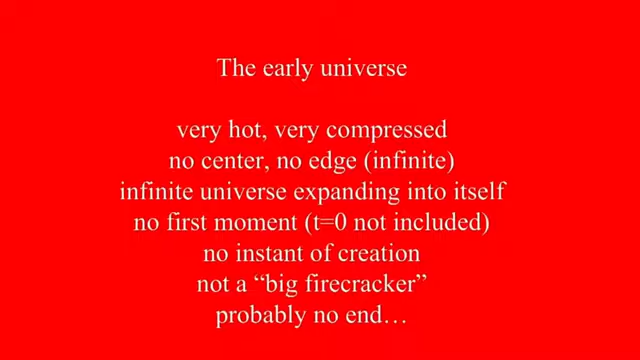 The early universe
very hot, very compressed
no center, no edge (infinite)
infinite universe expanding into itself
no first moment (t=0 not included)
no instant of creation
not a “big firecracker”
probably no end…